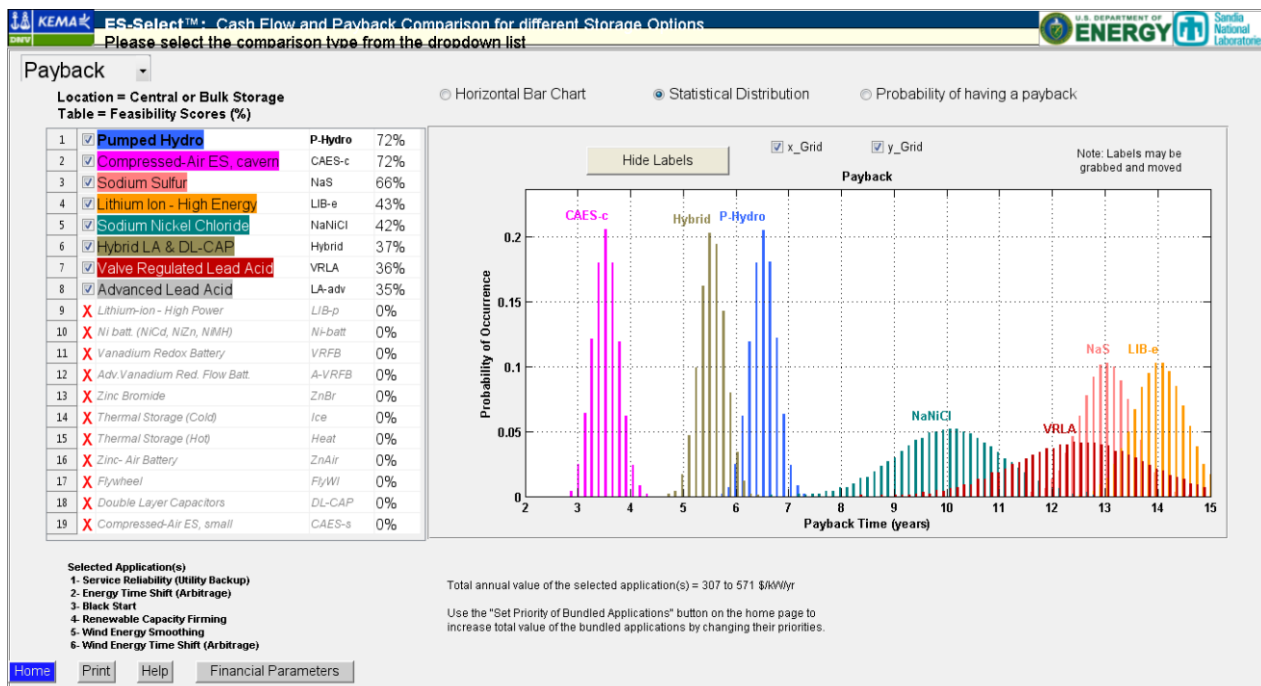 KEMA
DNV
ES-Select™: Cash Flow and Payback Comparison for different Storage Options
Please select the comparison type from the dropdown list
U.S. DEPARTMENT OF
ENERGY
Sandia
National
Laboratorie
Payback
Location = Central or Bulk Storage
Table = Feasibility Scores (%)
Horizontal Bar Chart
Statistical Distribution
Probability of having a payback
1 Pumped Hydro P-Hydro 72%
2 Compressed-Air ES, cavern CAES-c 72%
3 Sodium Sulfur NaS 66%
4 Lithium Ion - High Energy LIB-e 43%
5 Sodium Nickel Chloride NaNiCl 42%
6 Hybrid LA & DL-CAP Hybrid 37%
7 Valve Regulated Lead Acid VRLA 36%
8 Advanced Lead Acid LA-adv 35%
9 X Lithium-ion - High Power LIB-p 0%
10 X Ni batt. (NiCd, NiZn, NiMH) Ni-batt 0%
11 X Vanadium Redox Battery VRFB 0%
12 X Adv.Vanadium Red. Flow Batt. A-VRFB 0%
13 X Zinc Bromide ZnBr 0%
14 X Thermal Storage (Cold) Ice 0%
15 X Thermal Storage (Hot) Heat 0%
16 X Zinc- Air Battery ZnAir 0%
17 X Flywheel FlyWl 0%
18 X Double Layer Capacitors DL-CAP 0%
19 X Compressed-Air ES, small CAES-s 0%
Hide Labels
x_Grid
y_Grid
Note: Labels may be
grabbed and moved
Payback
CAES-c
Hybrid
P-Hydro
NaS
LIB-e
NaNiCl
VRLA
Probability of Occurrence
0.2
0.15
0.1
0.05
0
2 3 4 5 6 7 8 9 10 11 12 13 14 15
Payback Time (years)
Selected Application(s)
1- Service Reliability (Utility Backup)
2- Energy Time Shift (Arbitrage)
3- Black Start
4- Renewable Capacity Firming
5- Wind Energy Smoothing
6- Wind Energy Time Shift (Arbitrage)
Total annual value of the selected application(s) = 307 to 571 $/kW/yr
Use the "Set Priority of Bundled Applications" button on the home page to
increase total value of the bundled applications by changing their priorities.
Home
Print
Help
Financial Parameters